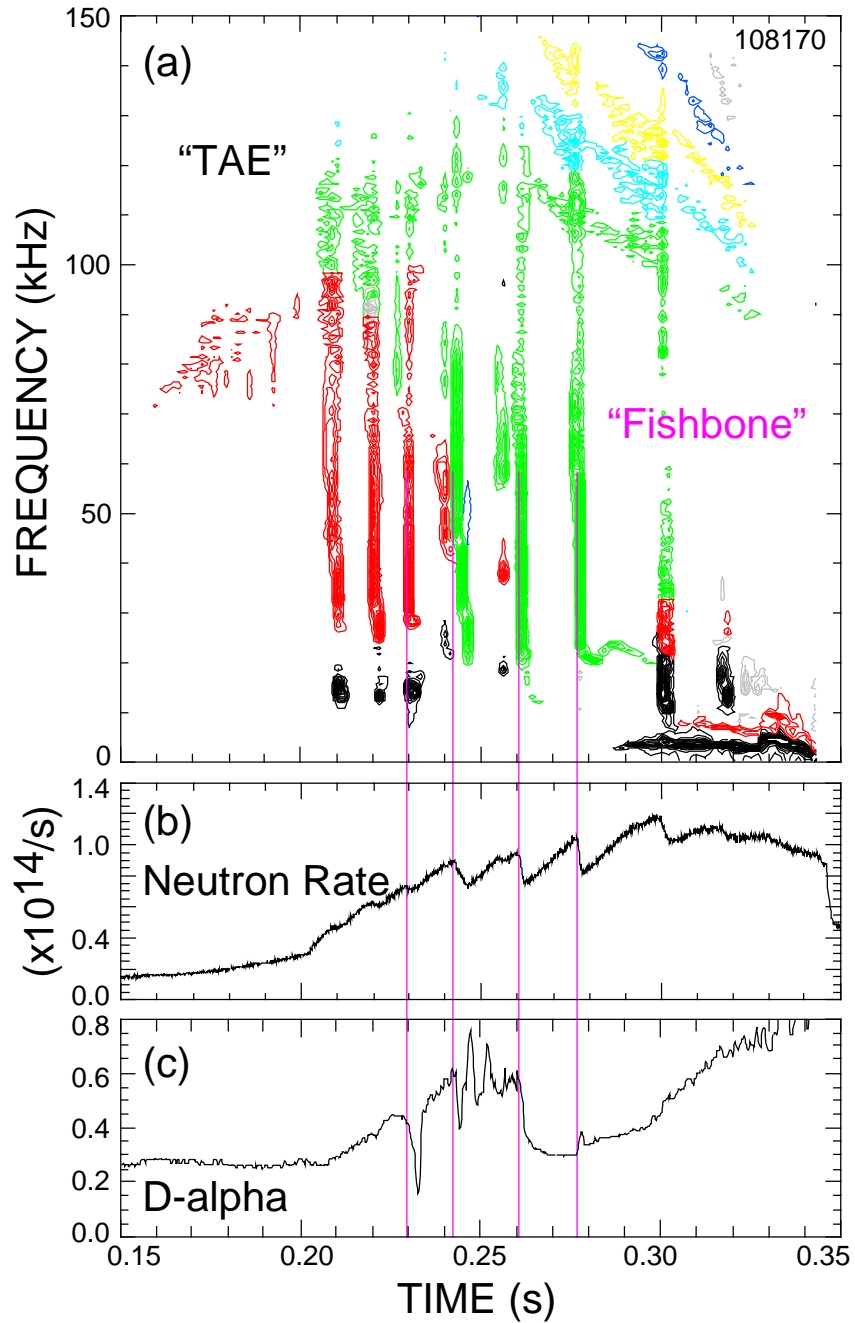 150
108170
(a)
“TAE”
100
FREQUENCY (kHz)
“Fishbone”
50
0
1.4
(b)
1.0
Neutron Rate
(x10^14/s)
0.4
0.0
0.8
(c)
0.6
0.4
0.2
D-alpha
0.0
0.15 0.20 0.25 0.30 0.35
TIME (s)